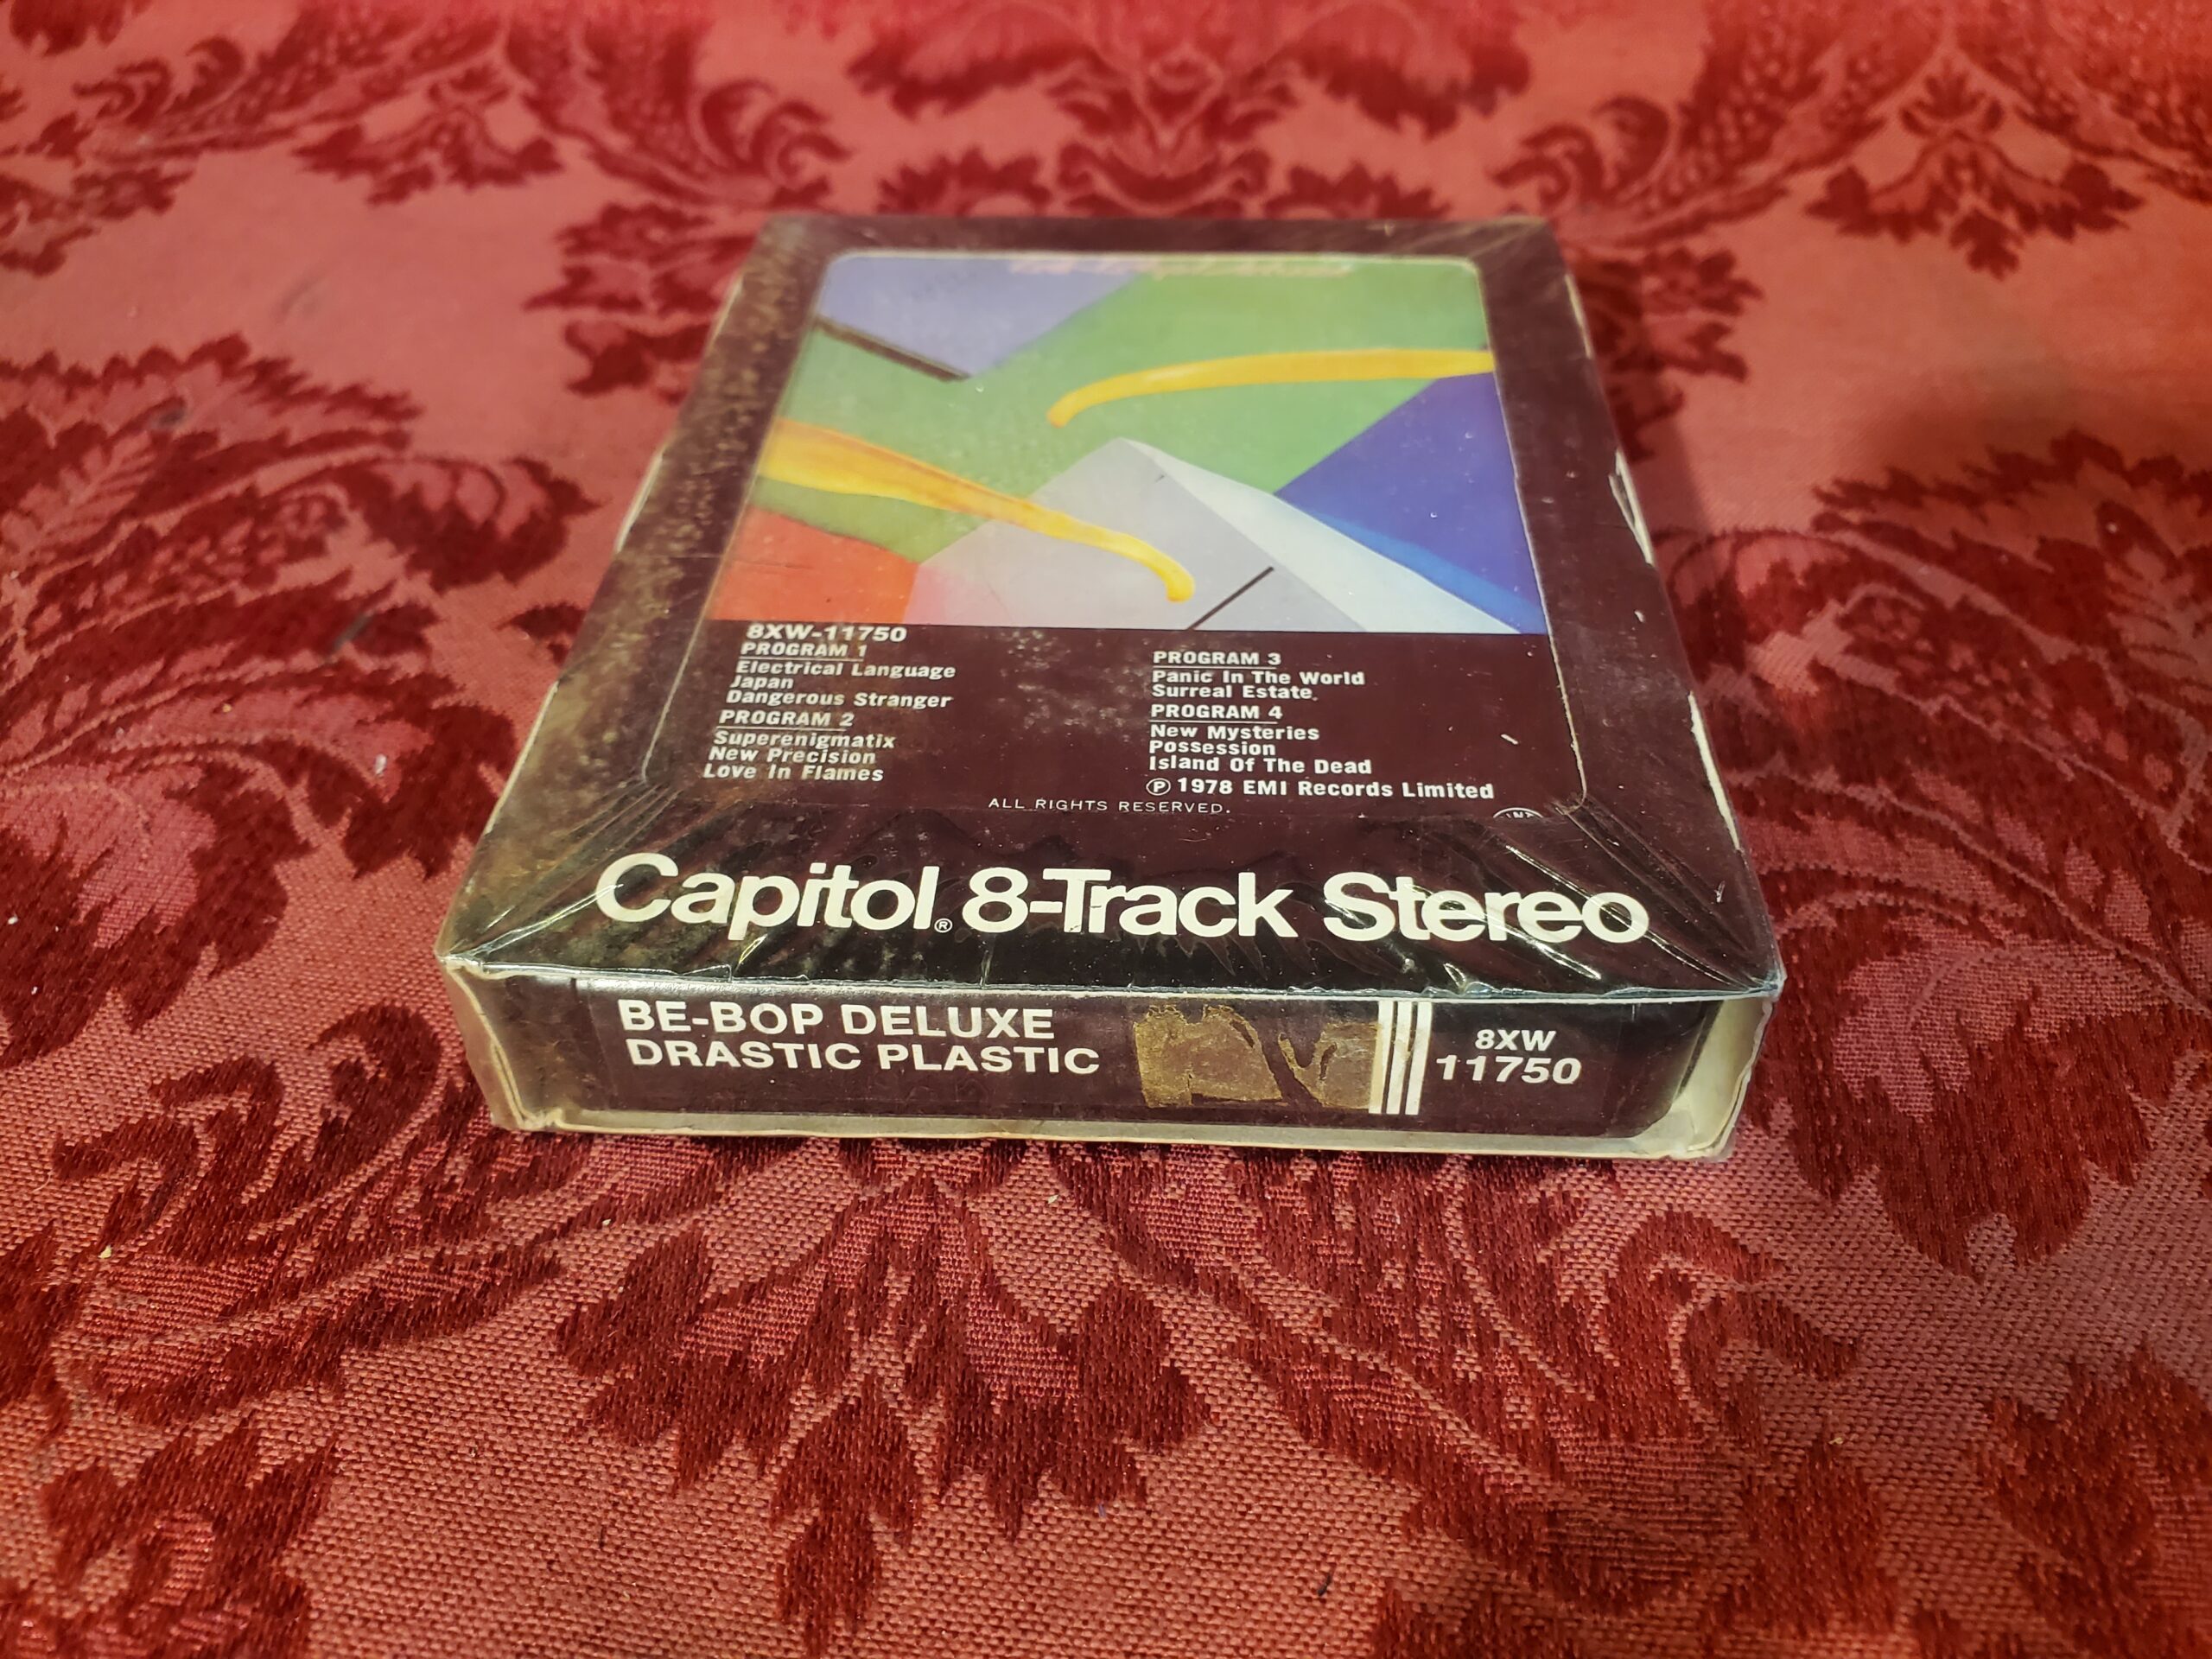 8XW-11750
PROGRAM 1
Electrical Language
Japan
Dangerous Stranger
PROGRAM 2
Superenigmatix
New Precision
Love In Flames
PROGRAM 3
Panic In The World
Surreal Estate
PROGRAM 4
New Mysteries
Possession
Island Of The Dead
℗ 1978 EMI Records Limited
ALL RIGHTS RESERVED.
Capitol® 8-Track Stereo
BE-BOP DELUXE
DRASTIC PLASTIC
8XW
11750